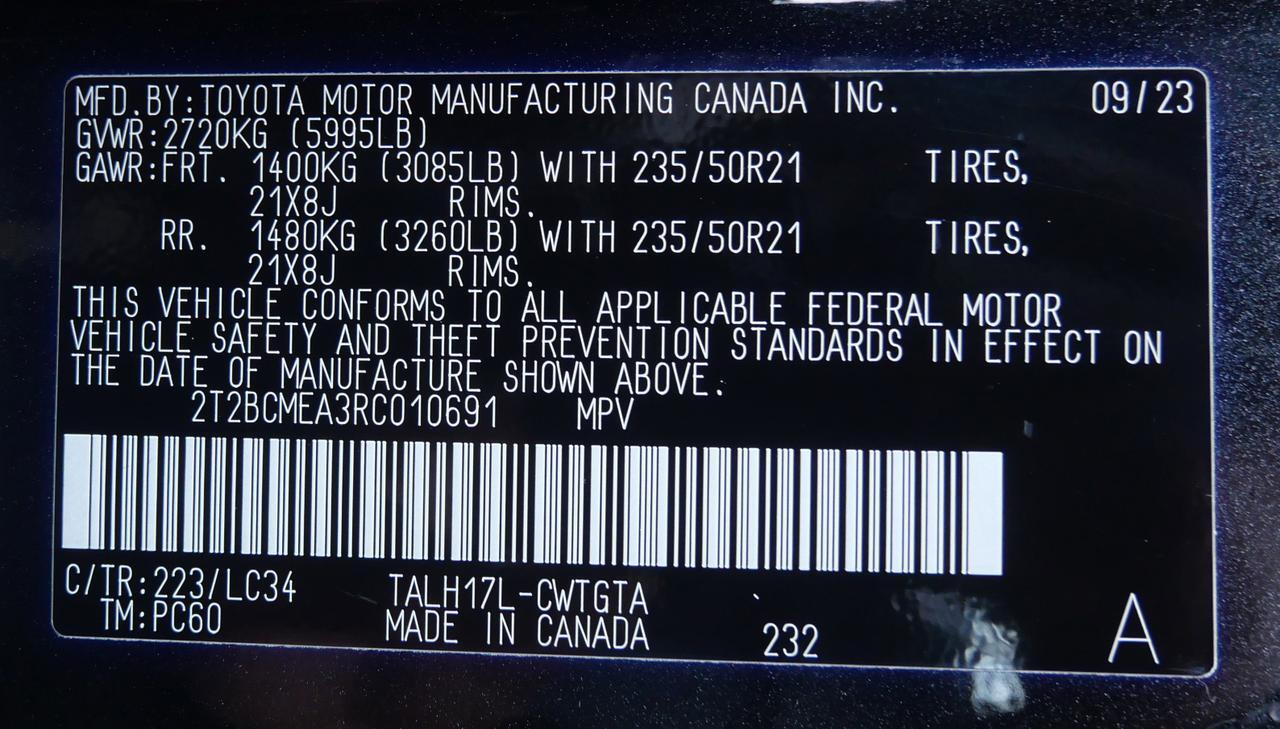 MFD.BY:TOYOTA MOTOR MANUFACTURING CANADA INC. 09/23
GVWR:2720KG (5995LB)
GAWR:FRT. 1400KG (3085LB) WITH 235/50R21 TIRES,
21X8J RIMS.
RR. 1480KG (3260LB) WITH 235/50R21 TIRES,
21X8J RIMS.
THIS VEHICLE CONFORMS TO ALL APPLICABLE FEDERAL MOTOR
VEHICLE SAFETY AND THEFT PREVENTION STANDARDS IN EFFECT ON
THE DATE OF MANUFACTURE SHOWN ABOVE.
2T2BCMEA3RC010691 MPV
C/TR:223/LC34 TALH17L-CWTGTA
TM:PC60 MADE IN CANADA 232 A